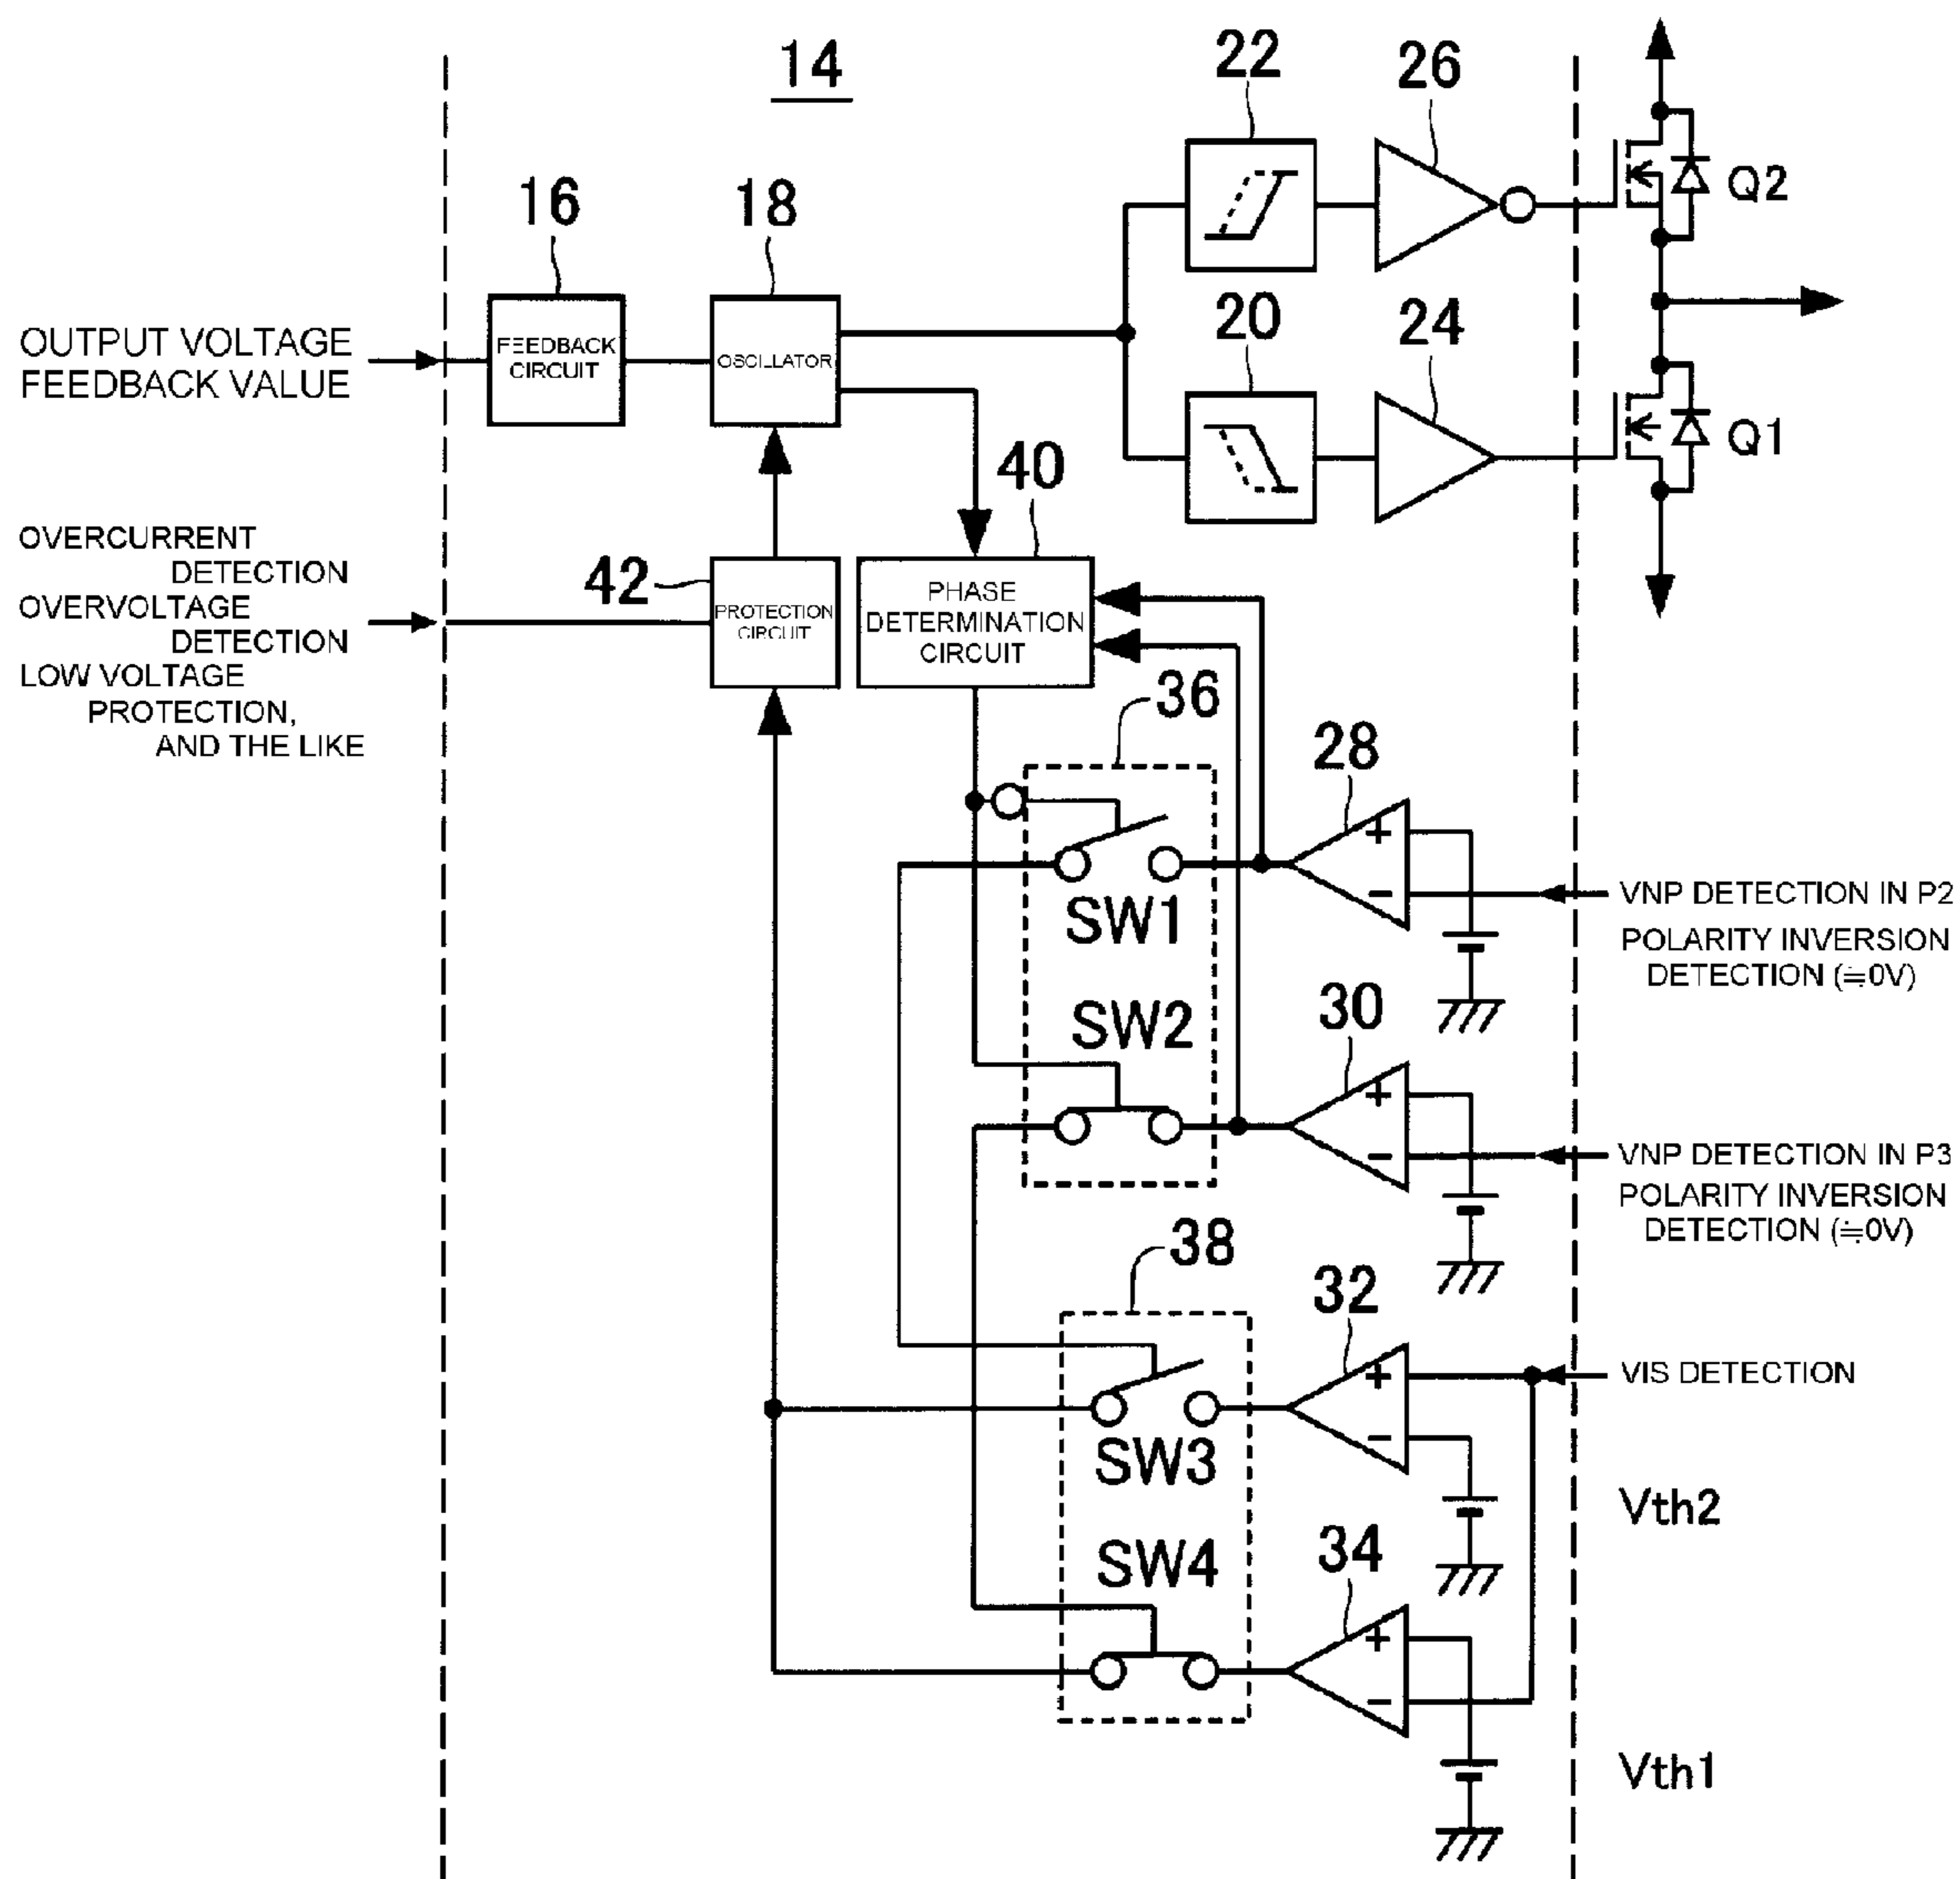 14
22
26
16
18
Q2
OUTPUT VOLTAGE
FEEDBACK VALUE
FEEDBACK
CIRCUIT
OSCILLATOR
20
24
Q1
40
OVERCURRENT
DETECTION
OVERVOLTAGE
DETECTION
LOW VOLTAGE
PROTECTION,
AND THE LIKE
42
PROTECTION
CIRCUIT
PHASE
DETERMINATION
CIRCUIT
36
28
+
-
SW1
VNP DETECTION IN P2
POLARITY INVERSION
DETECTION (≒0V)
SW2
30
+
-
VNP DETECTION IN P3
POLARITY INVERSION
DETECTION (≒0V)
38
32
+
-
VIS DETECTION
SW3
Vth2
SW4
34
+
-
Vth1